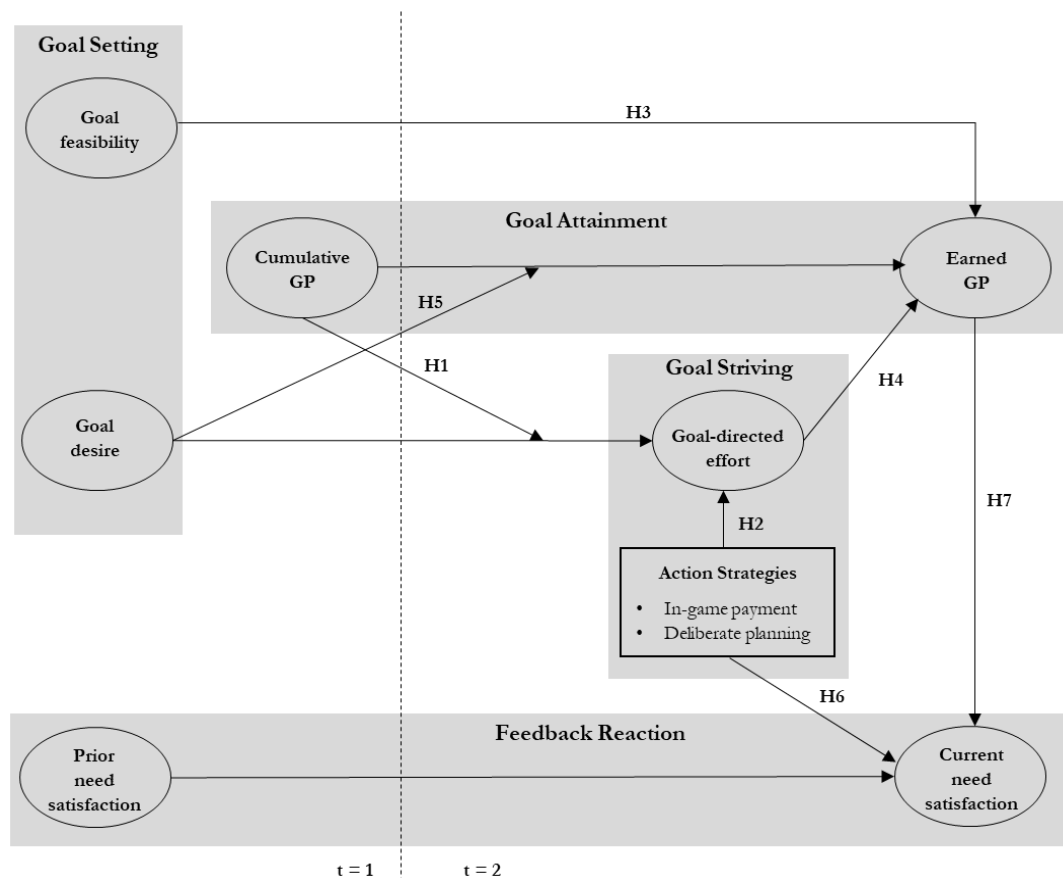 Goal Setting
Goal
feasibility
H3
Goal Attainment
Cumulative
GP
Earned
GP
H5
H1
Goal Striving
H4
Goal
desire
Goal-directed
effort
H2
H7
Action Strategies
• In-game payment
• Deliberate planning
H6
Feedback Reaction
Prior
need
satisfaction
Current
need
satisfaction
t = 1
t = 2